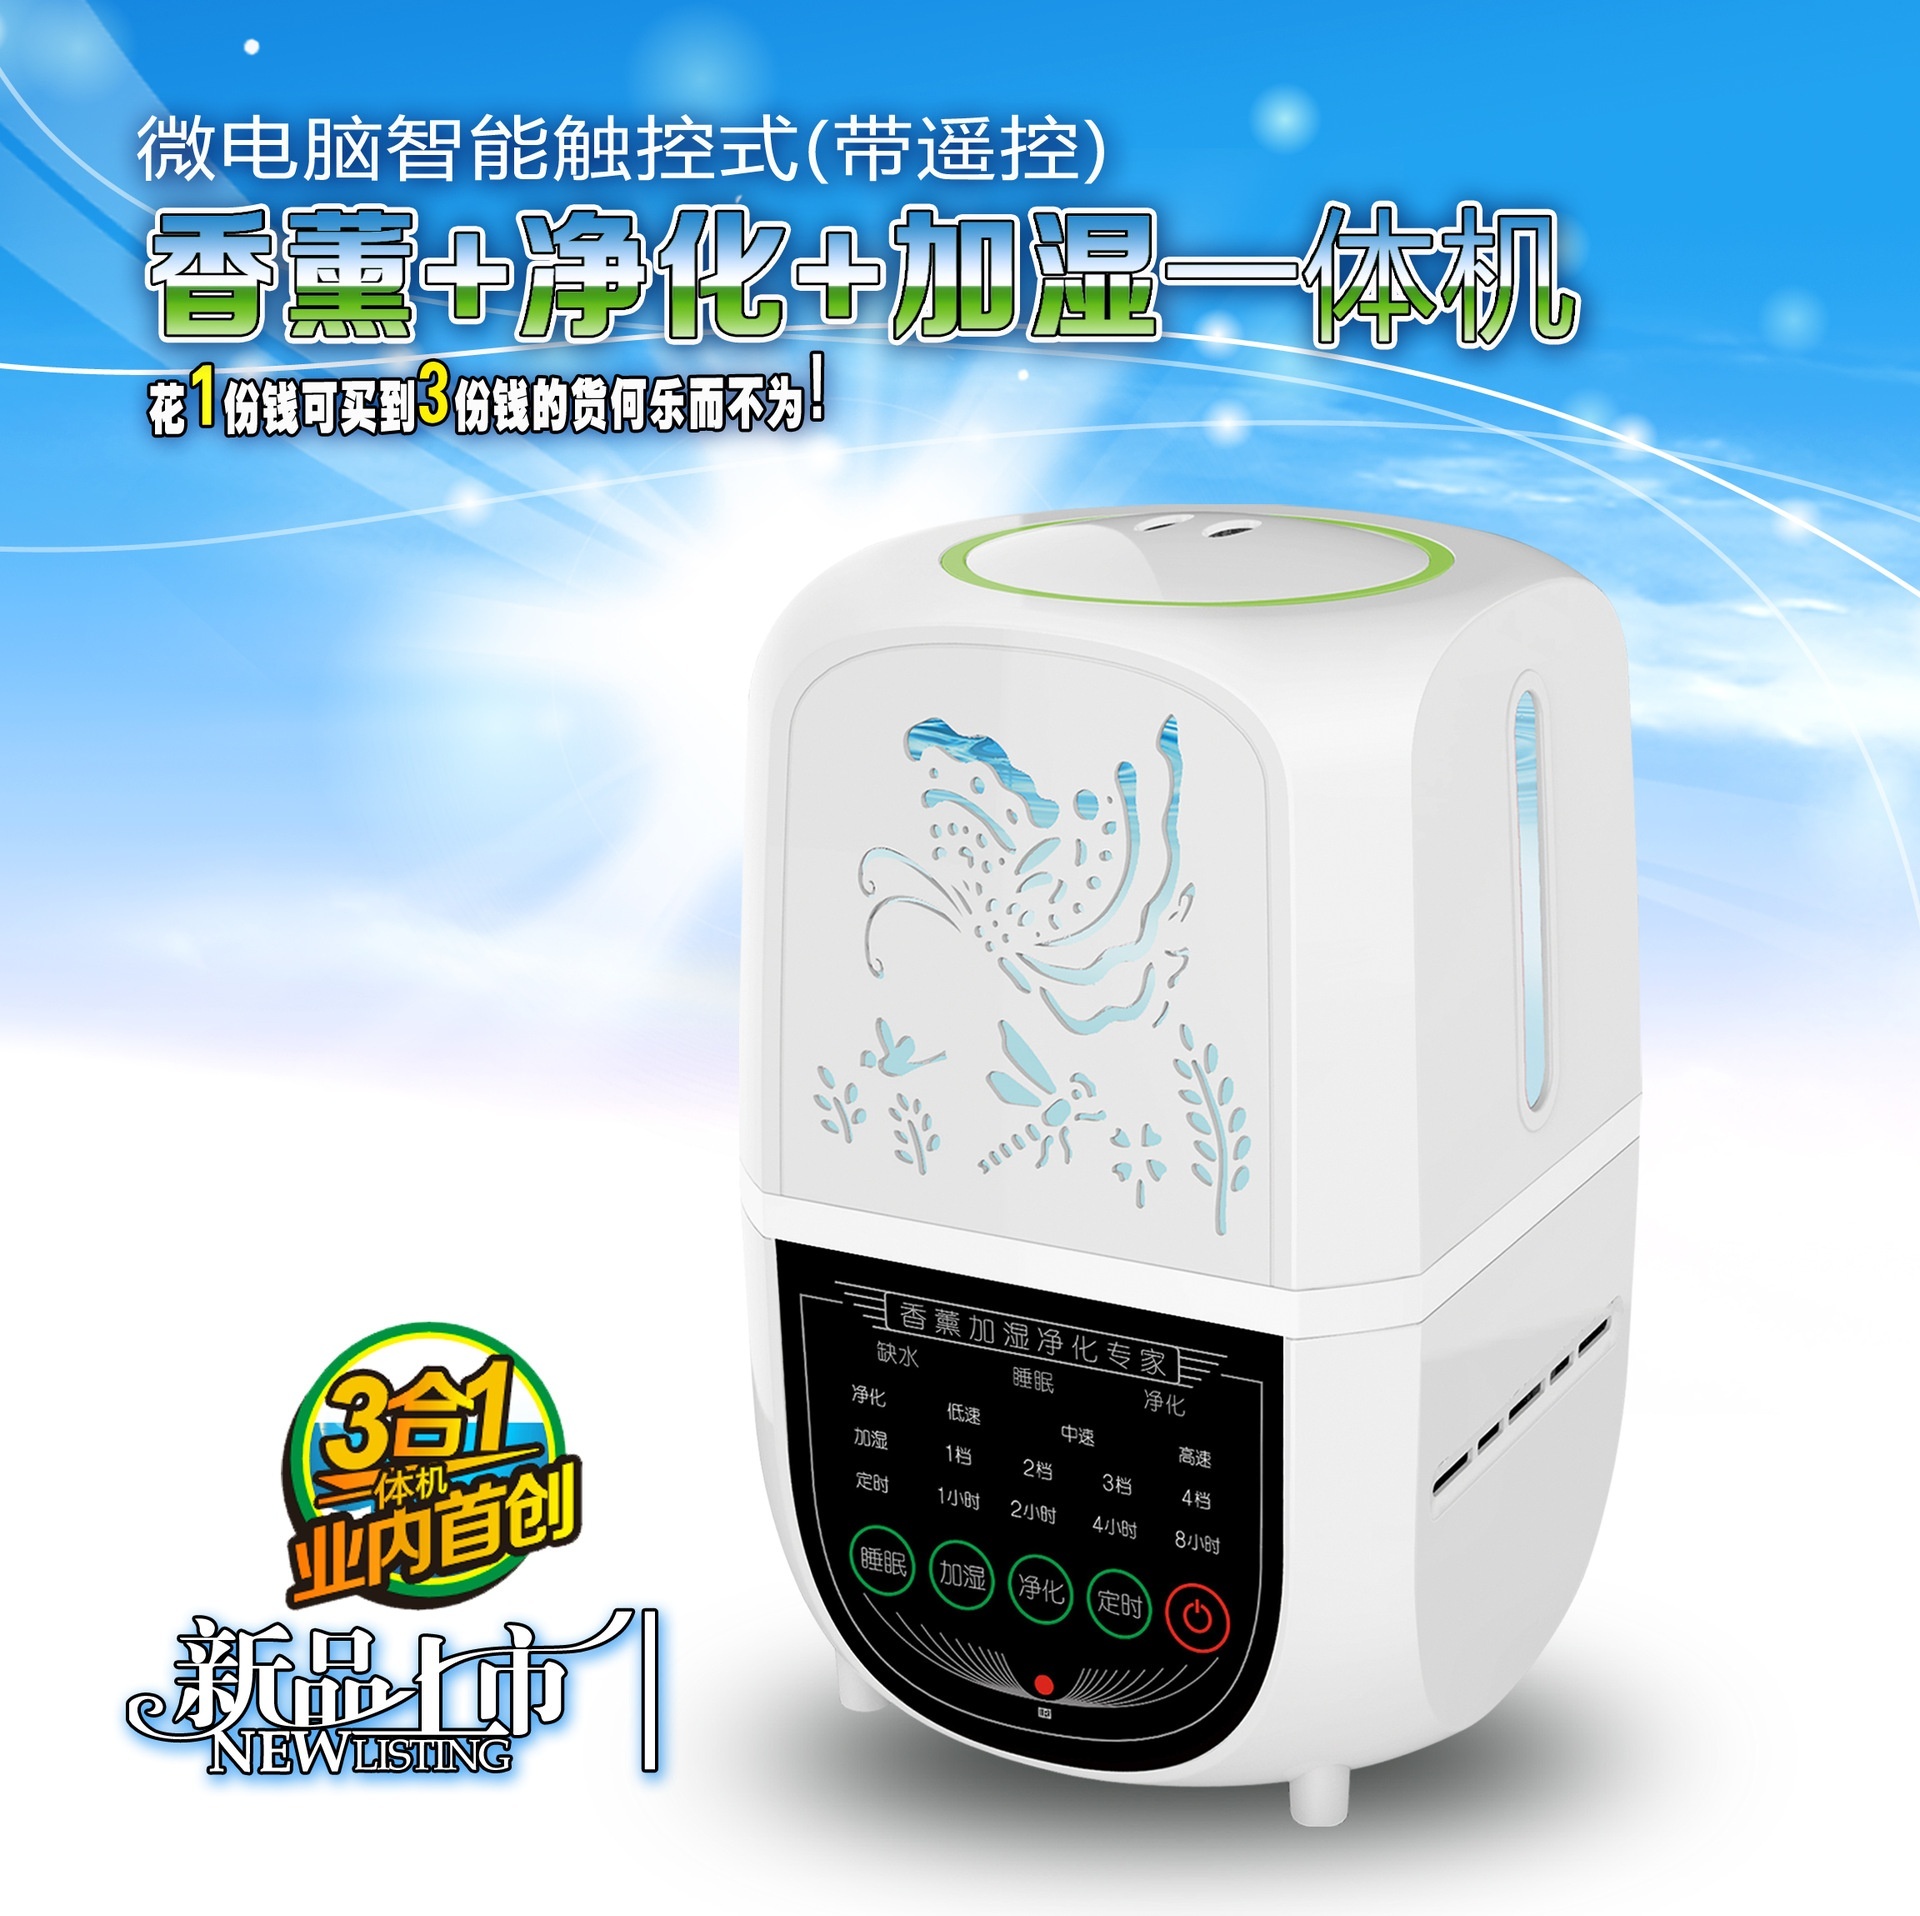 微电脑智能触控式(带遥控)
香薰+净化+加湿一体机
花1份钱可买到3份钱的货何乐而不为!
香薰加湿净化专家
缺水 睡眠 净化
净化 低速 中速 高速
加湿 1档 2档 3档 4档
定时 1小时 2小时 4小时 8小时
睡眠 加湿 净化 定时
3合1
一体机
业内首创
新品上市
NEW LISTING